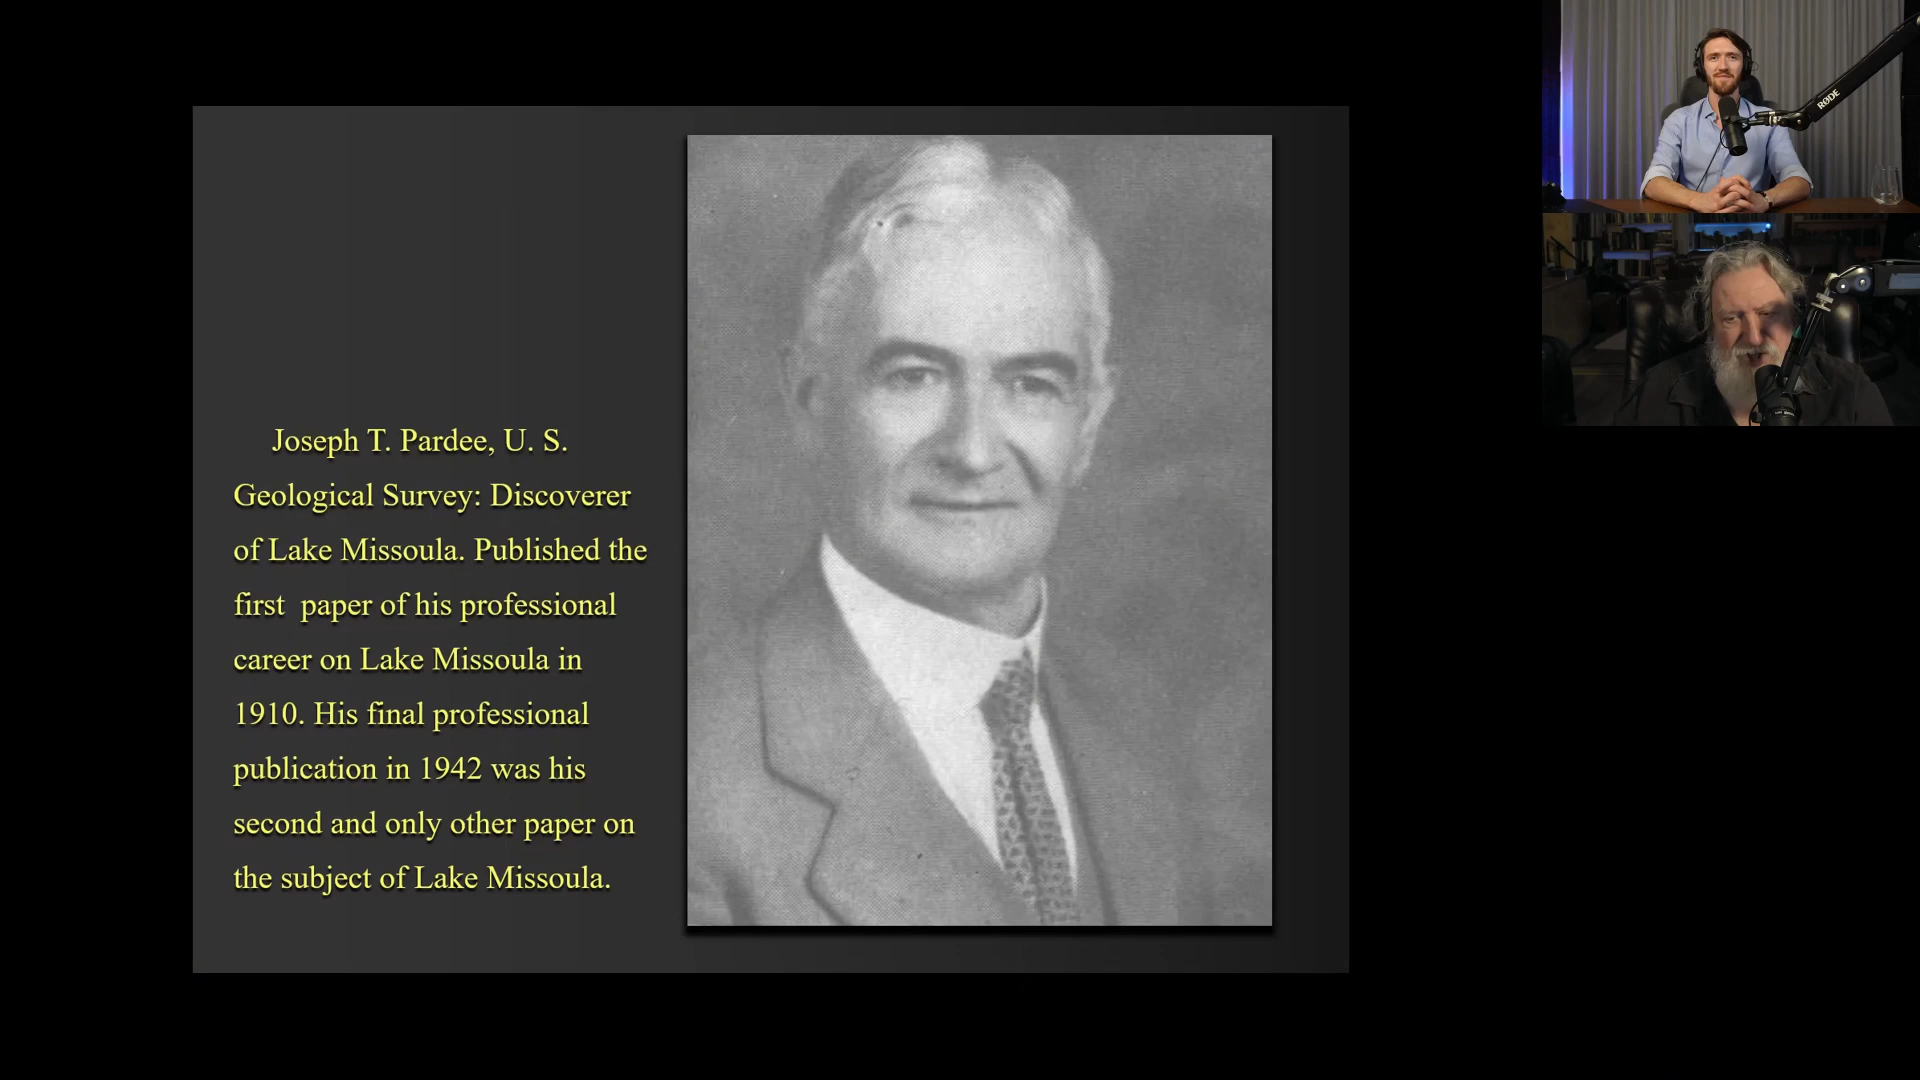 Joseph T. Pardee, U. S.
Geological Survey: Discoverer
of Lake Missoula. Published the
first  paper of his professional
career on Lake Missoula in
1910. His final professional
publication in 1942 was his
second and only other paper on
the subject of Lake Missoula.
RØDE